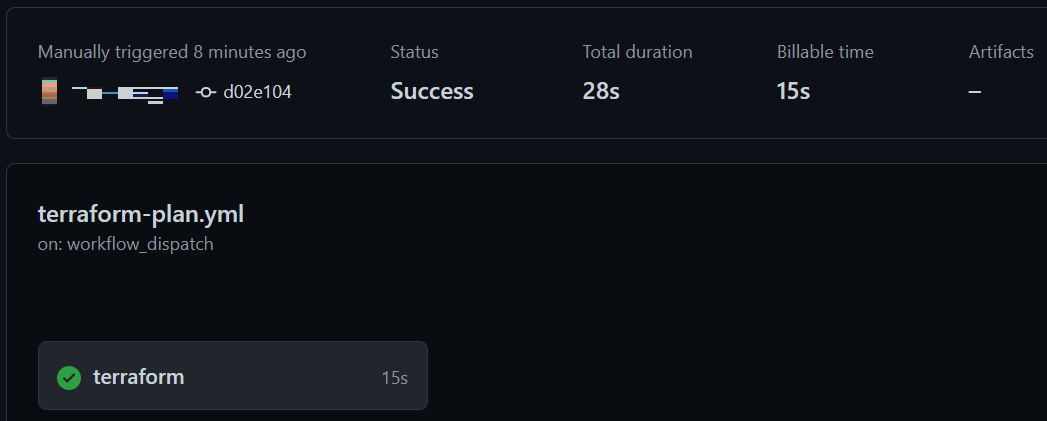 Manually triggered 8 minutes ago
d02e104
Status
Success
Total duration
28s
Billable time
15s
Artifacts
–
terraform-plan.yml
on: workflow_dispatch
terraform 15s